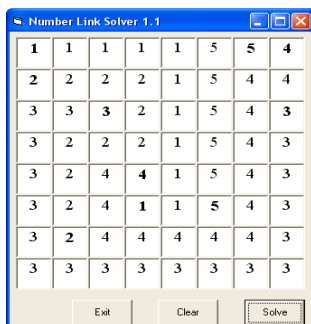 Number Link Solver 1.1
1 1 1 1 1 5 5 4
2 2 2 2 1 5 4 4
3 3 3 2 1 5 4 3
3 2 2 2 1 5 4 3
3 2 4 4 1 5 4 3
3 2 4 1 1 5 4 3
3 2 4 4 4 4 4 3
3 3 3 3 3 3 3 3
Exit Clear Solve